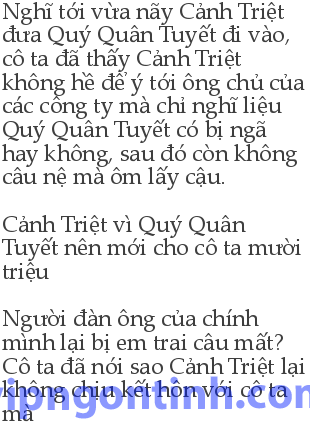 Nghĩ tới vừa nãy Cảnh Triệt
đưa Quý Quân Tuyết đi vào,
cô ta đã thấy Cảnh Triệt
không hề để ý tới ông chủ của
các công ty mà chỉ nghĩ liệu
Quý Quân Tuyết có bị ngã
hay không, sau đó còn không
câu nệ mà ôm lấy cậu.
Cảnh Triệt vì Quý Quân
Tuyết nên mới cho cô ta mười
triệu
Người đàn ông của chính
mình lại bị em trai câu mất?
Cô ta đã nói sao Cảnh Triệt lại
không chịu kết hôn với cô ta
mà
vipngontinh.com